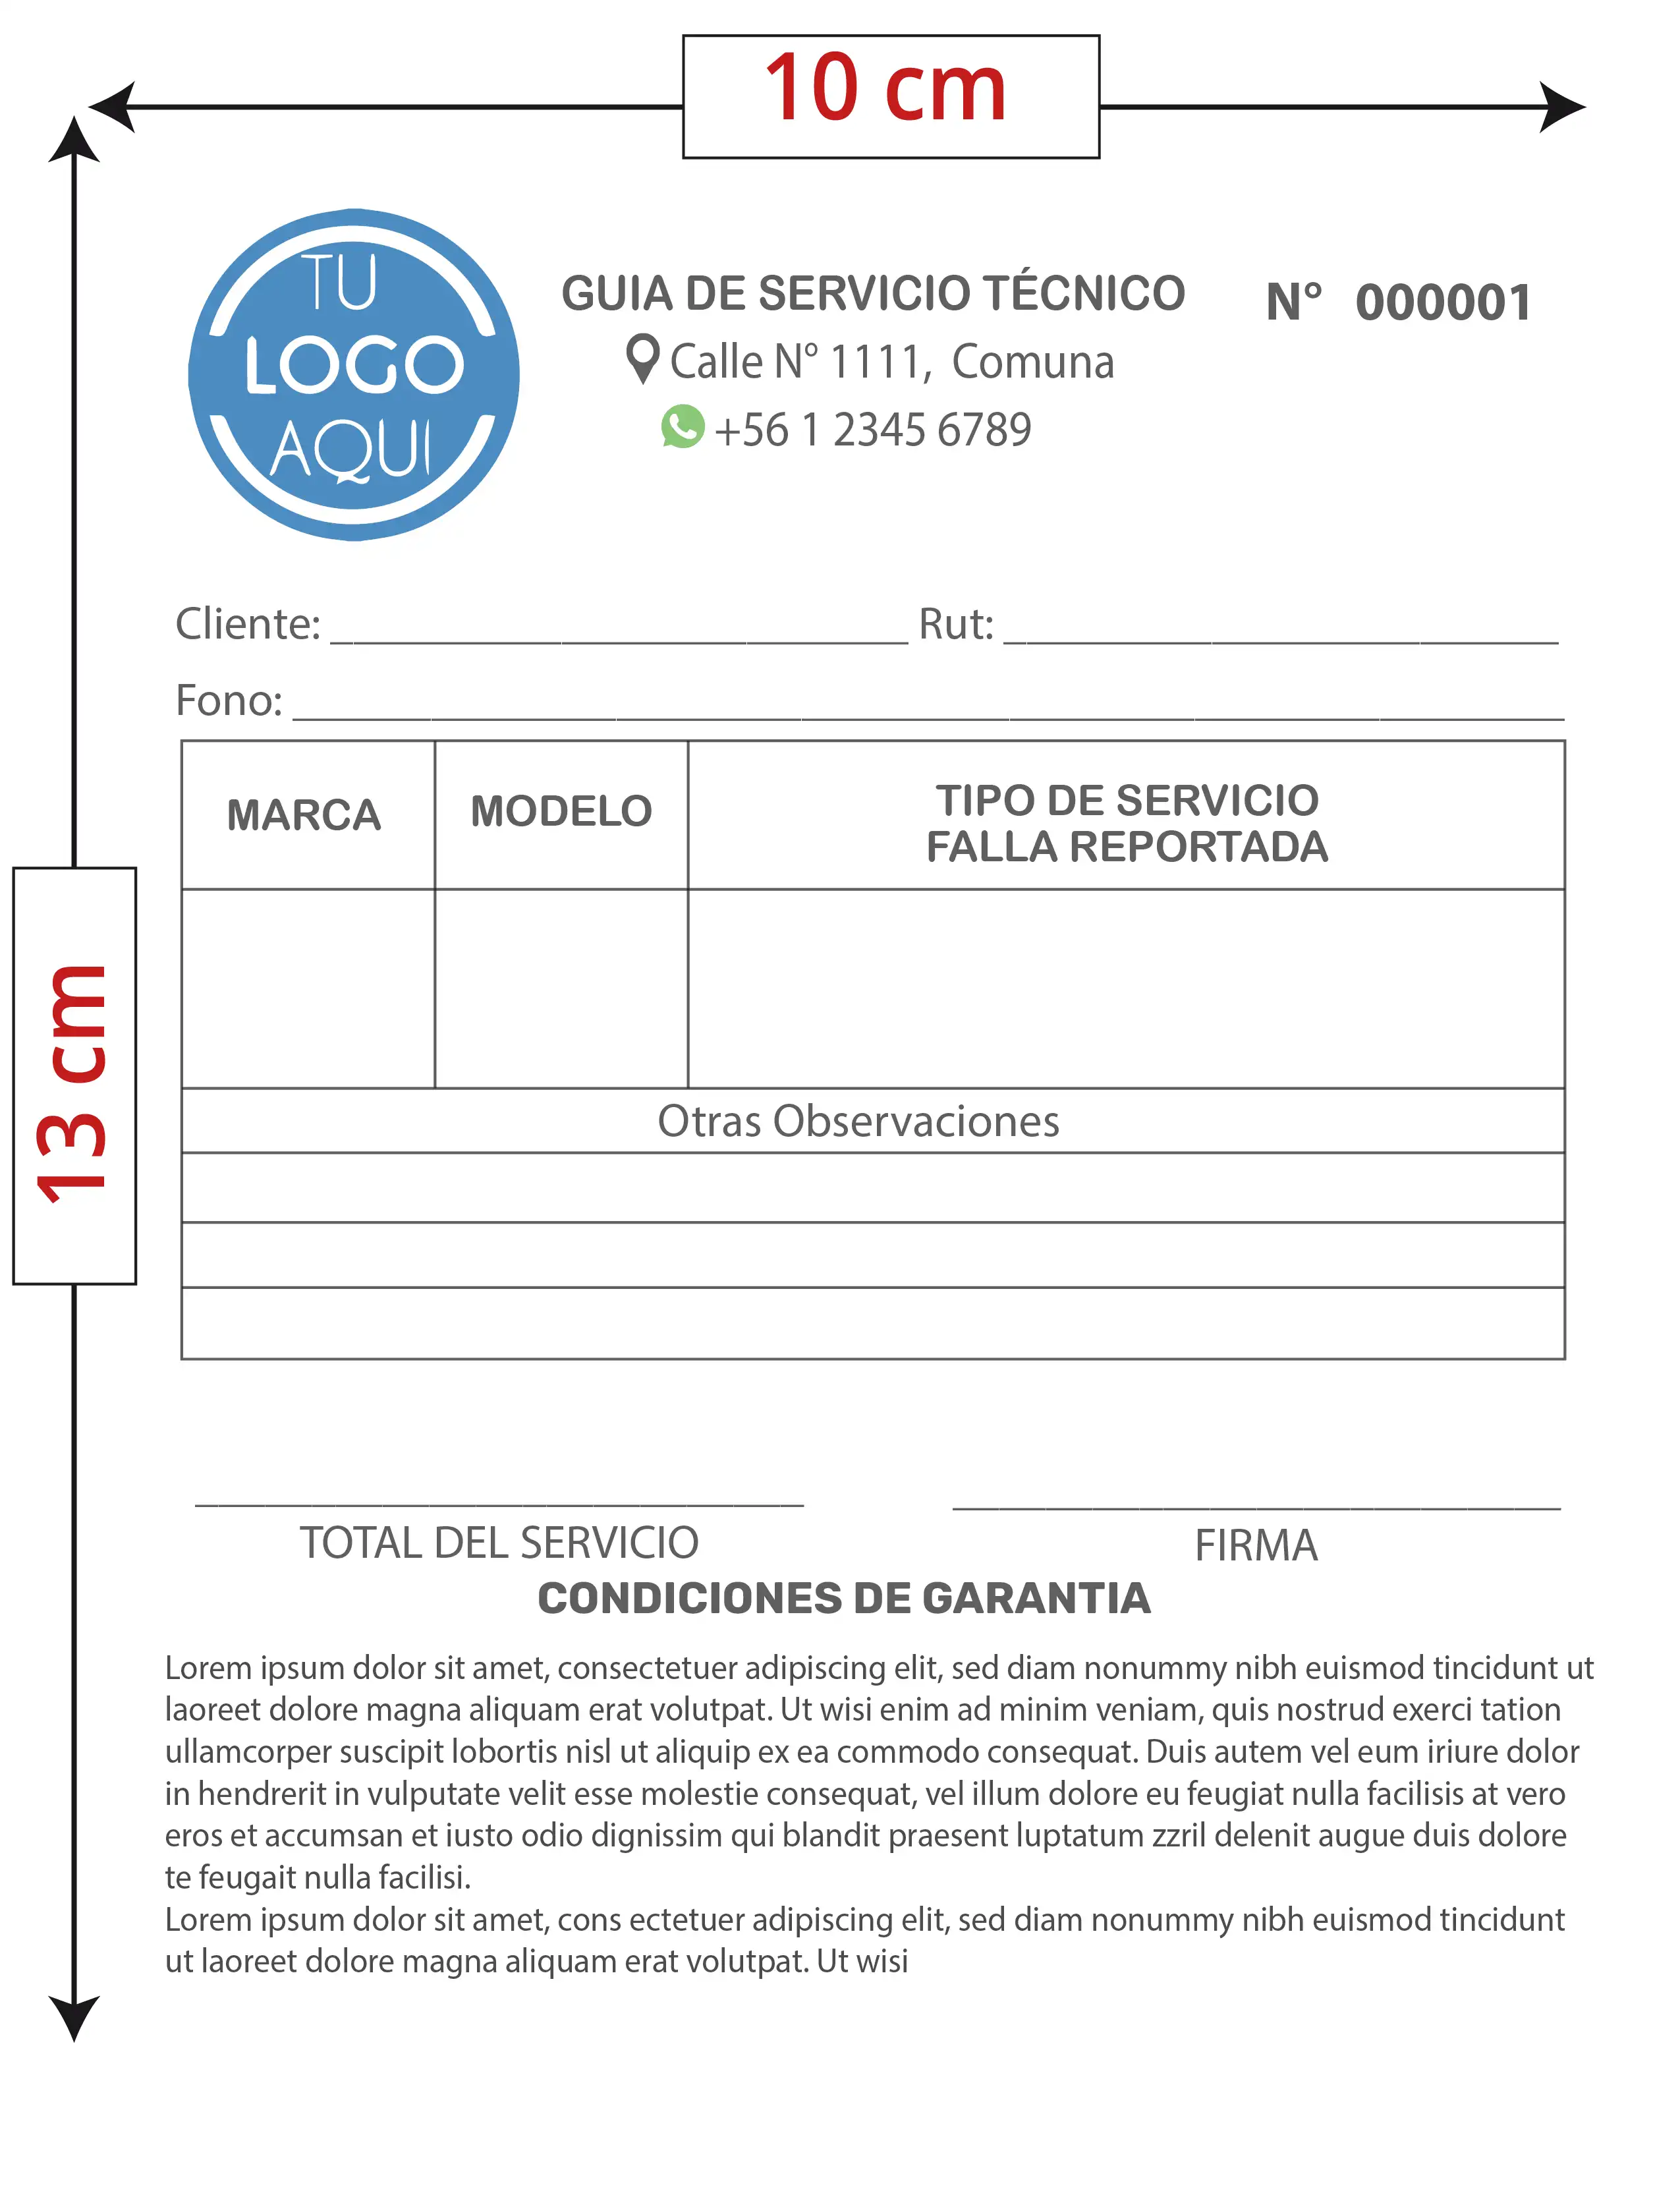 10 cm
13 cm
TU
LOGO
AQUI
GUIA DE SERVICIO TÉCNICO
N° 000001
Calle N° 1111, Comuna
+56 1 2345 6789
Cliente: _________________________ Rut: ________________________
Fono: _______________________________________________________
MARCA
MODELO
TIPO DE SERVICIO
FALLA REPORTADA
Otras Observaciones
TOTAL DEL SERVICIO
FIRMA
CONDICIONES DE GARANTIA
Lorem ipsum dolor sit amet, consectetuer adipiscing elit, sed diam nonummy nibh euismod tincidunt ut
laoreet dolore magna aliquam erat volutpat. Ut wisi enim ad minim veniam, quis nostrud exerci tation
ullamcorper suscipit lobortis nisl ut aliquip ex ea commodo consequat. Duis autem vel eum iriure dolor
in hendrerit in vulputate velit esse molestie consequat, vel illum dolore eu feugiat nulla facilisis at vero
eros et accumsan et iusto odio dignissim qui blandit praesent luptatum zzril delenit augue duis dolore
te feugait nulla facilisi.
Lorem ipsum dolor sit amet, cons ectetuer adipiscing elit, sed diam nonummy nibh euismod tincidunt
ut laoreet dolore magna aliquam erat volutpat. Ut wisi